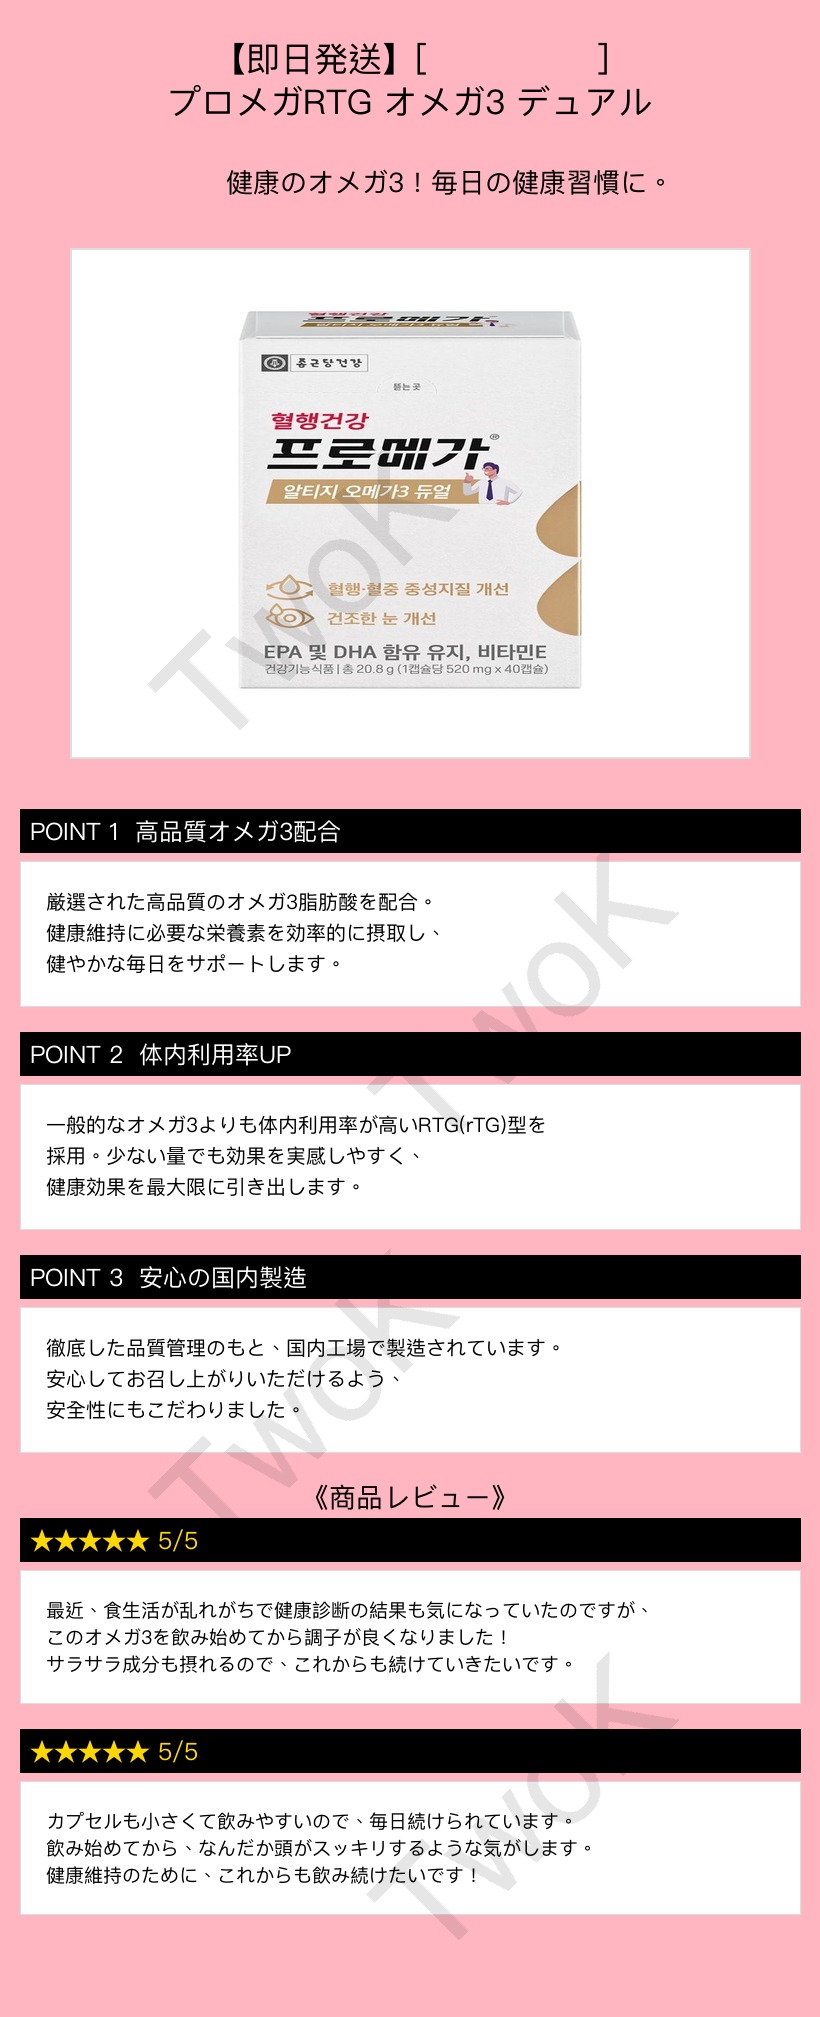 【即日発送】[ ]
プロメガRTG オメガ3 デュアル
健康のオメガ3！毎日の健康習慣に。
혈행건강
프로메가
알티지 오메가3 듀얼
종근당건강
뜯는곳
혈행건강
프로메가®
알티지 오메가3 듀얼
혈행·혈중 중성지질 개선
건조한 눈 개선
EPA 및 DHA 함유 유지, 비타민E
건강기능식품 | 총 20.8 g (1캡슐당 520 mg x 40캡슐)
TwoK
POINT 1 高品質オメガ3配合
厳選された高品質のオメガ3脂肪酸を配合。
健康維持に必要な栄養素を効率的に摂取し、
健やかな毎日をサポートします。
TwoK
POINT 2 体内利用率UP
一般的なオメガ3よりも体内利用率が高いRTG(rTG)型を
採用。少ない量でも効果を実感しやすく、
健康効果を最大限に引き出します。
POINT 3 安心の国内製造
徹底した品質管理のもと、国内工場で製造されています。
安心してお召し上がりいただけるよう、
安全性にもこだわりました。
TwoK
《商品レビュー》
★★★★★ 5/5
最近、食生活が乱れがちで健康診断の結果も気になっていたのですが、
このオメガ3を飲み始めてから調子が良くなりました！
サラサラ成分も摂れるので、これからも続けていきたいです。
★★★★★ 5/5
カプセルも小さくて飲みやすいので、毎日続けられています。
飲み始めてから、なんだか頭がスッキリするような気がします。
健康維持のために、これからも飲み続けたいです！
TwoK